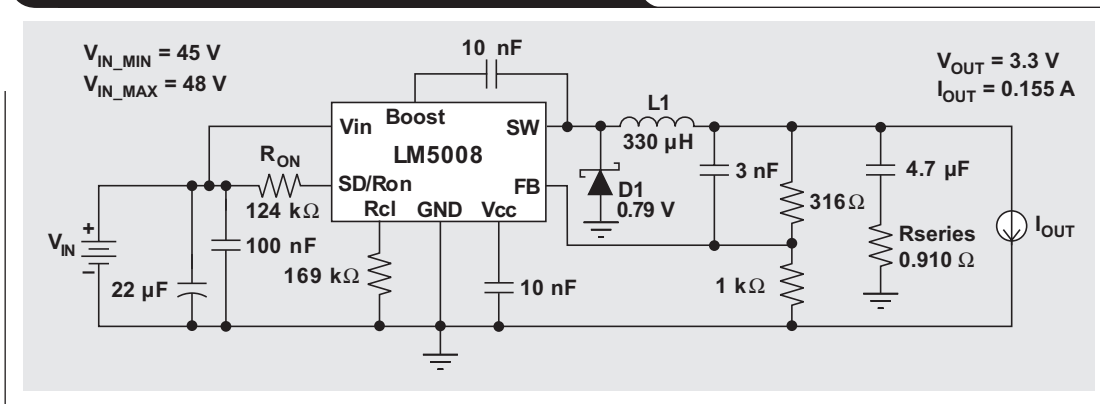 V_IN_MIN = 45 V
V_IN_MAX = 48 V
10 nF
V_OUT = 3.3 V
I_OUT = 0.155 A
Vin
Boost
SW
LM5008
SD/Ron
FB
Rcl
GND
Vcc
R_ON
124 kΩ
L1
330 µH
3 nF
4.7 µF
D1
0.79 V
316Ω
Rseries
0.910 Ω
I_OUT
+
V_IN
–
100 nF
22 µF
169 kΩ
10 nF
1 kΩ